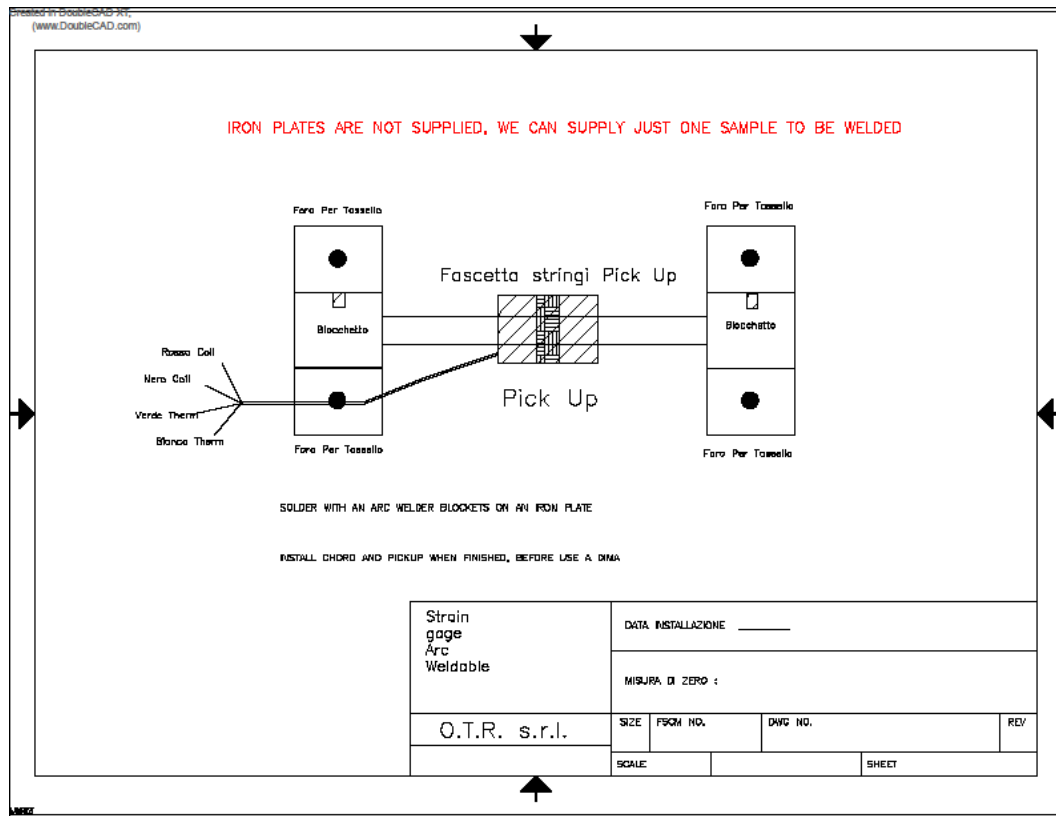 Created in DoubleCAD XT,
(www.DoubleCAD.com)
IRON PLATES ARE NOT SUPPLIED, WE CAN SUPPLY JUST ONE SAMPLE TO BE WELDED
Foro Per Tassello
Foro Per Tassello
Fascetta stringi Pick Up
Blocchetto
Blocchetto
Rosso Coil
Nero Coil
Verde Therm
Bianco Therm
Pick Up
Foro Per Tassello
Foro Per Tassello
SOLDER WITH AN ARC WELDER BLOCKETS ON AN IRON PLATE
INSTALL CHORD AND PICKUP WHEN FINISHED, BEFORE USE A DIMA
Strain
gage
Arc
Weldable
DATA INSTALLAZIONE ______
MISURA DI ZERO :
O.T.R. s.r.l.
SIZE
FSCM NO.
DWG NO.
REV
SCALE
SHEET